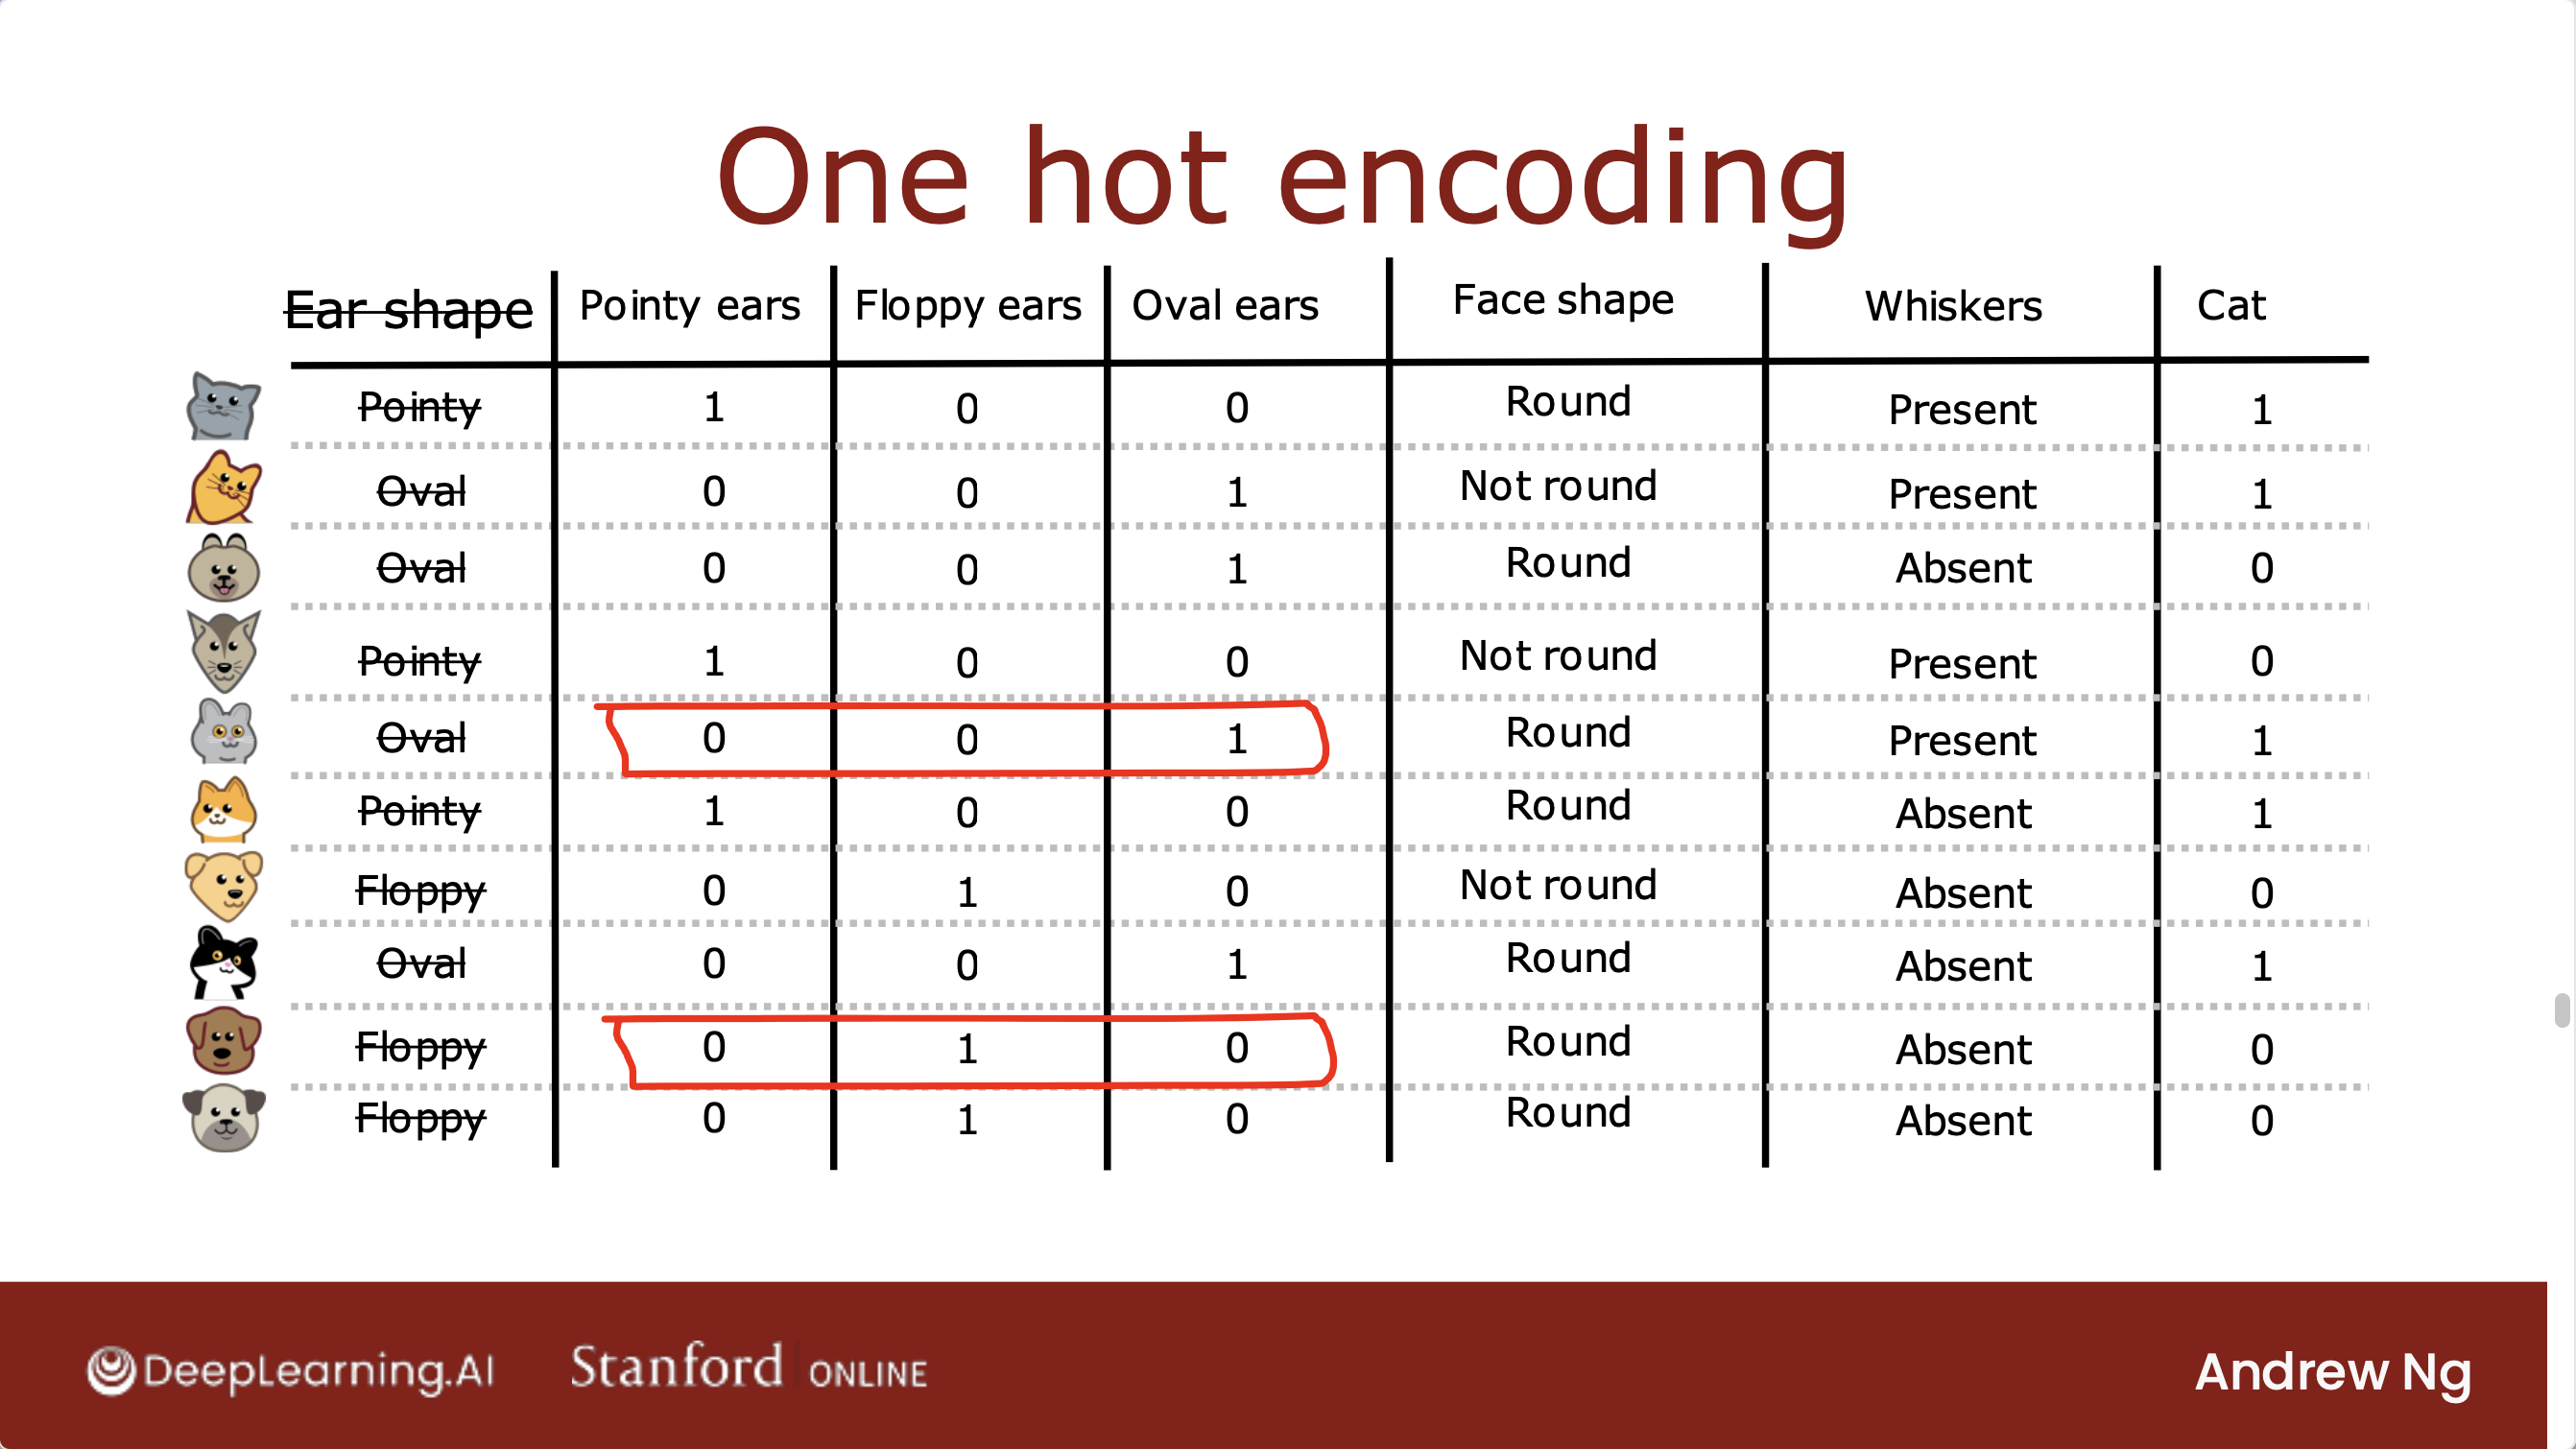 One hot encoding
Ear shape Pointy ears Floppy ears Oval ears Face shape Whiskers Cat
Pointy 1 0 0 Round Present 1
Oval 0 0 1 Not round Present 1
Oval 0 0 1 Round Absent 0
Pointy 1 0 0 Not round Present 0
Oval 0 0 1 Round Present 1
Pointy 1 0 0 Round Absent 1
Floppy 0 1 0 Not round Absent 0
Oval 0 0 1 Round Absent 1
Floppy 0 1 0 Round Absent 0
Floppy 0 1 0 Round Absent 0
DeepLearning.AI Stanford ONLINE Andrew Ng